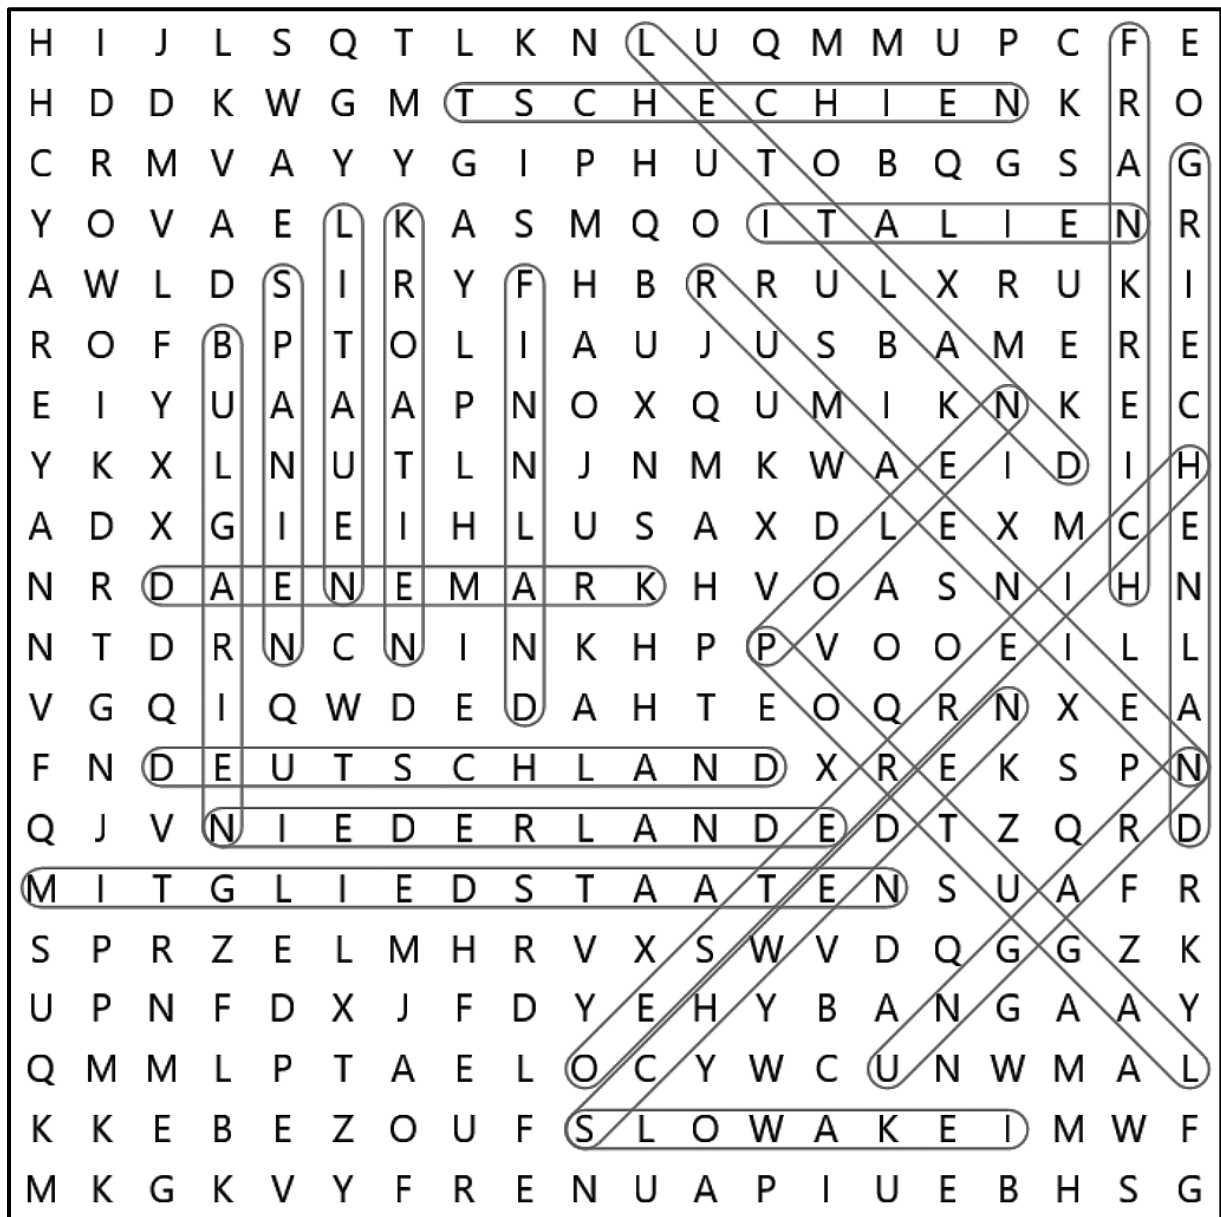 H I J L S Q T L K N L U Q M M U P C F E
H D D K W G M T S C H E C H I E N K R O
C R M V A Y Y G I P H U T O B Q G S A G
Y O V A E L K A S M Q O I T A L I E N R
A W L D S I R Y F H B R R U L X R U K I
R O F B P T O L I A U J U S B A M E R E
E I Y U A A A P N O X Q U M I K N K E C
Y K X L N U T L N J N M K W A E I D I H
A D X G I E I H L U S A X D L E X M C E
N R D A E N E M A R K H V O A S N I H N
N T D R N C N I N K H P P V O O E I L L
V G Q I Q W D E D A H T E O Q R N X E A
F N D E U T S C H L A N D X R E K S P N
Q J V N I E D E R L A N D E D T Z Q R D
M I T G L I E D S T A A T E N S U A F R
S P R Z E L M H R V X S W V D Q G G Z K
U P N F D X J F D Y E H Y B A N G A A Y
Q M M L P T A E L O C Y W C U N W M A L
K K E B E Z O U F S L O W A K E I M W F
M K G K V Y F R E N U A P I U E B H S G